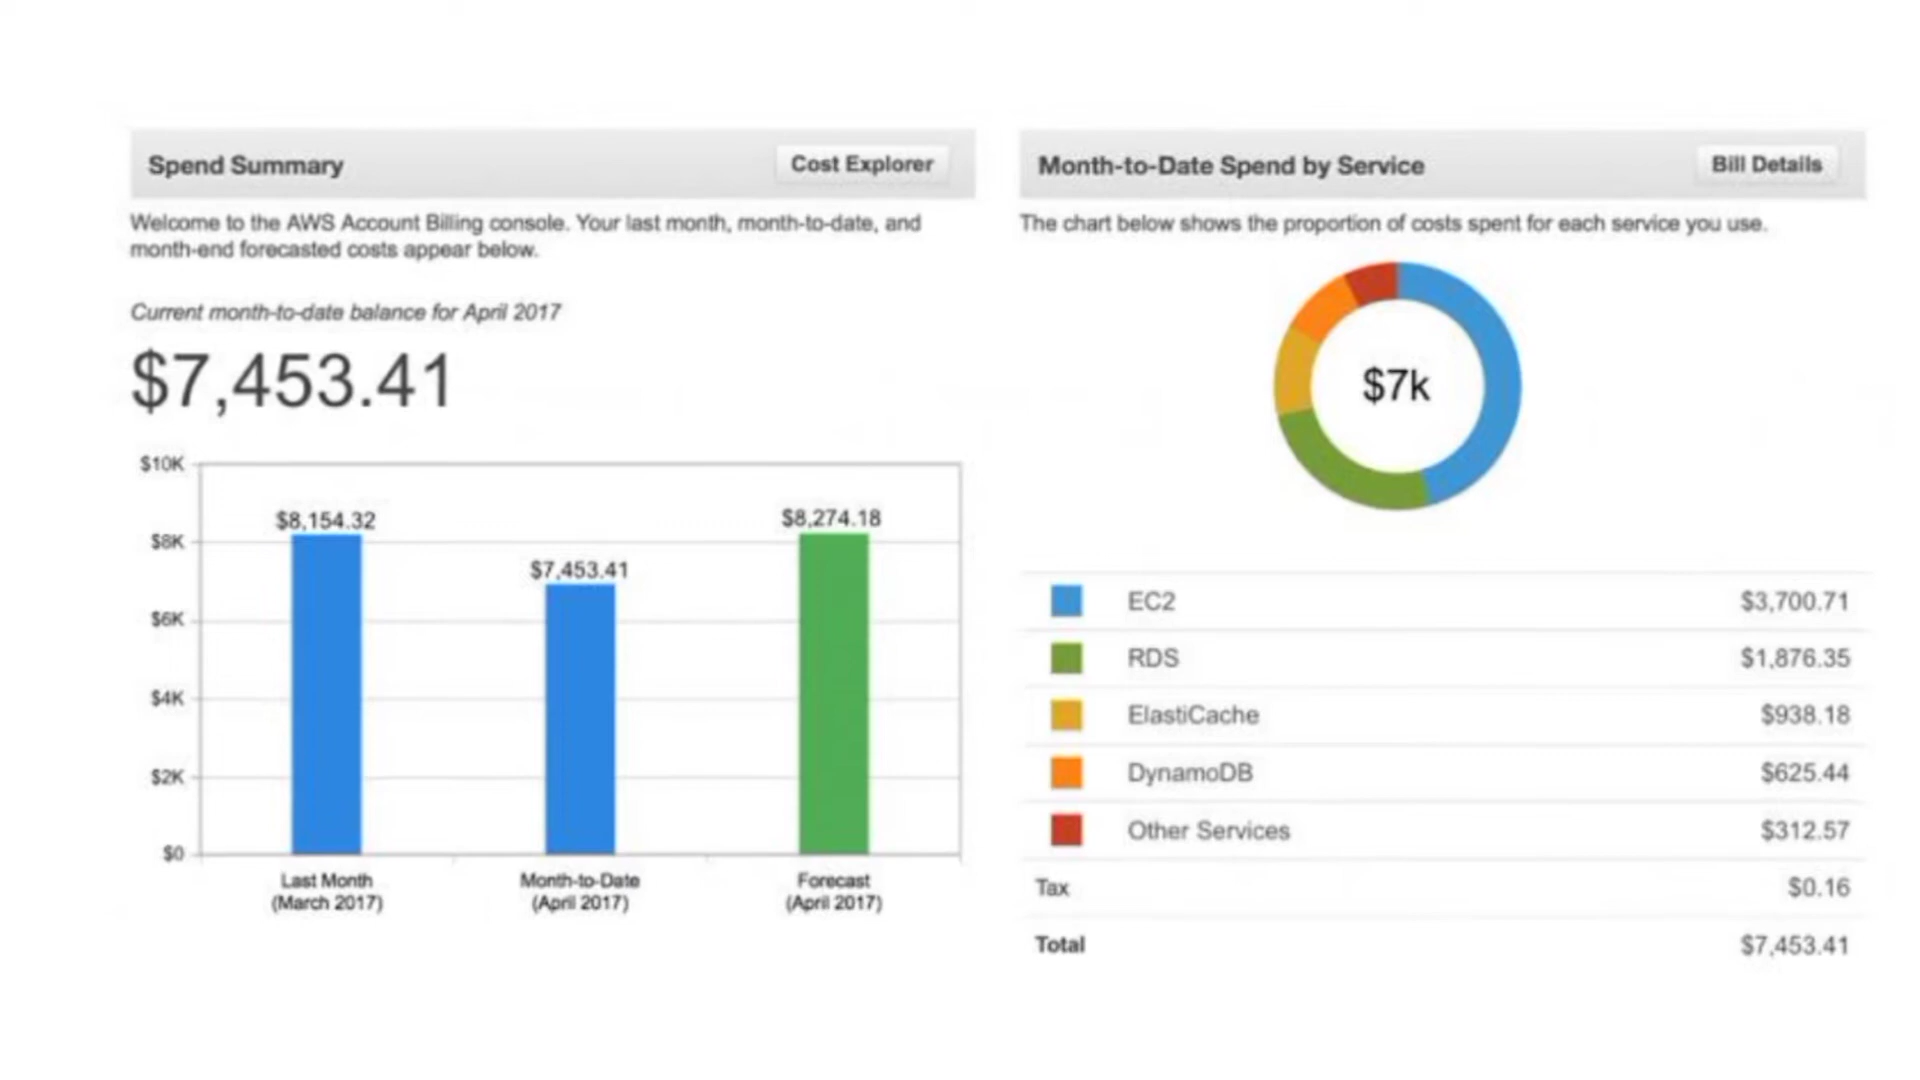 Spend Summary
Cost Explorer
Welcome to the AWS Account Billing console. Your last month, month-to-date, and
month-end forecasted costs appear below.
Current month-to-date balance for April 2017
$7,453.41
$10K
$8K
$6K
$4K
$2K
$0
$8,154.32
$7,453.41
$8,274.18
Last Month
(March 2017)
Month-to-Date
(April 2017)
Forecast
(April 2017)
Month-to-Date Spend by Service
Bill Details
The chart below shows the proportion of costs spent for each service you use.
$7k
EC2 $3,700.71
RDS $1,876.35
ElastiCache $938.18
DynamoDB $625.44
Other Services $312.57
Tax $0.16
Total $7,453.41